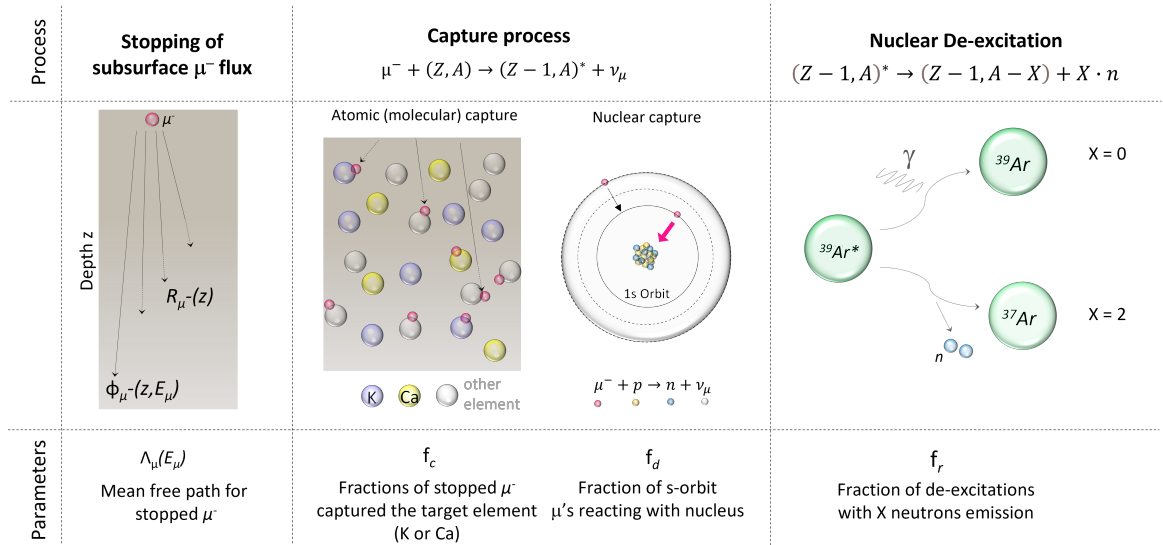 Process
Stopping of
subsurface μ⁻ flux
Capture process
μ⁻ + (Z, A) → (Z − 1, A)* + ν_μ
Nuclear De-excitation
(Z − 1, A)* → (Z − 1, A − X) + X · n
Depth z
μ⁻
R_μ-(z)
Φ_μ-(z,E_μ)
Atomic (molecular) capture
K
Ca
other
element
Nuclear capture
1s Orbit
μ⁻ + p → n + ν_μ
γ
³⁹Ar
X = 0
³⁹Ar*
³⁷Ar
X = 2
n
Parameters
Λ_μ(E_μ)
Mean free path for
stopped μ⁻
f_c
Fractions of stopped μ⁻
captured the target element
(K or Ca)
f_d
Fraction of s-orbit
μ's reacting with nucleus
f_r
Fraction of de-excitations
with X neutrons emission